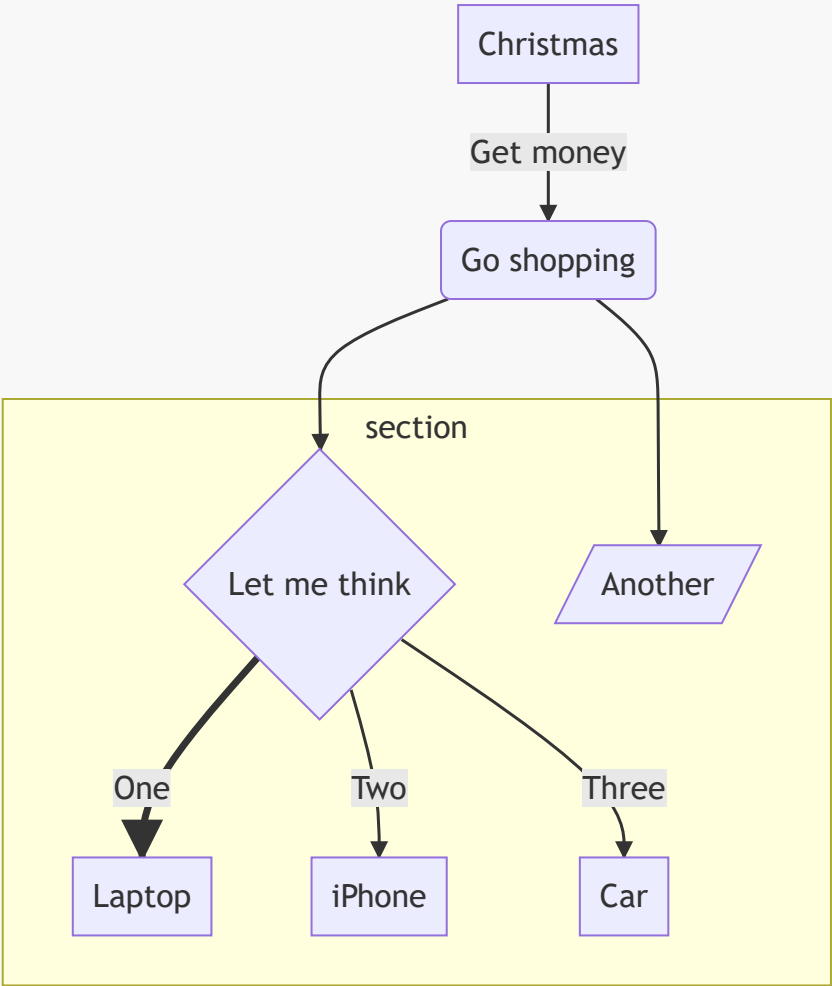 Christmas
Get money
Go shopping
section
Let me think
Another
One
Two
Three
Laptop
iPhone
Car